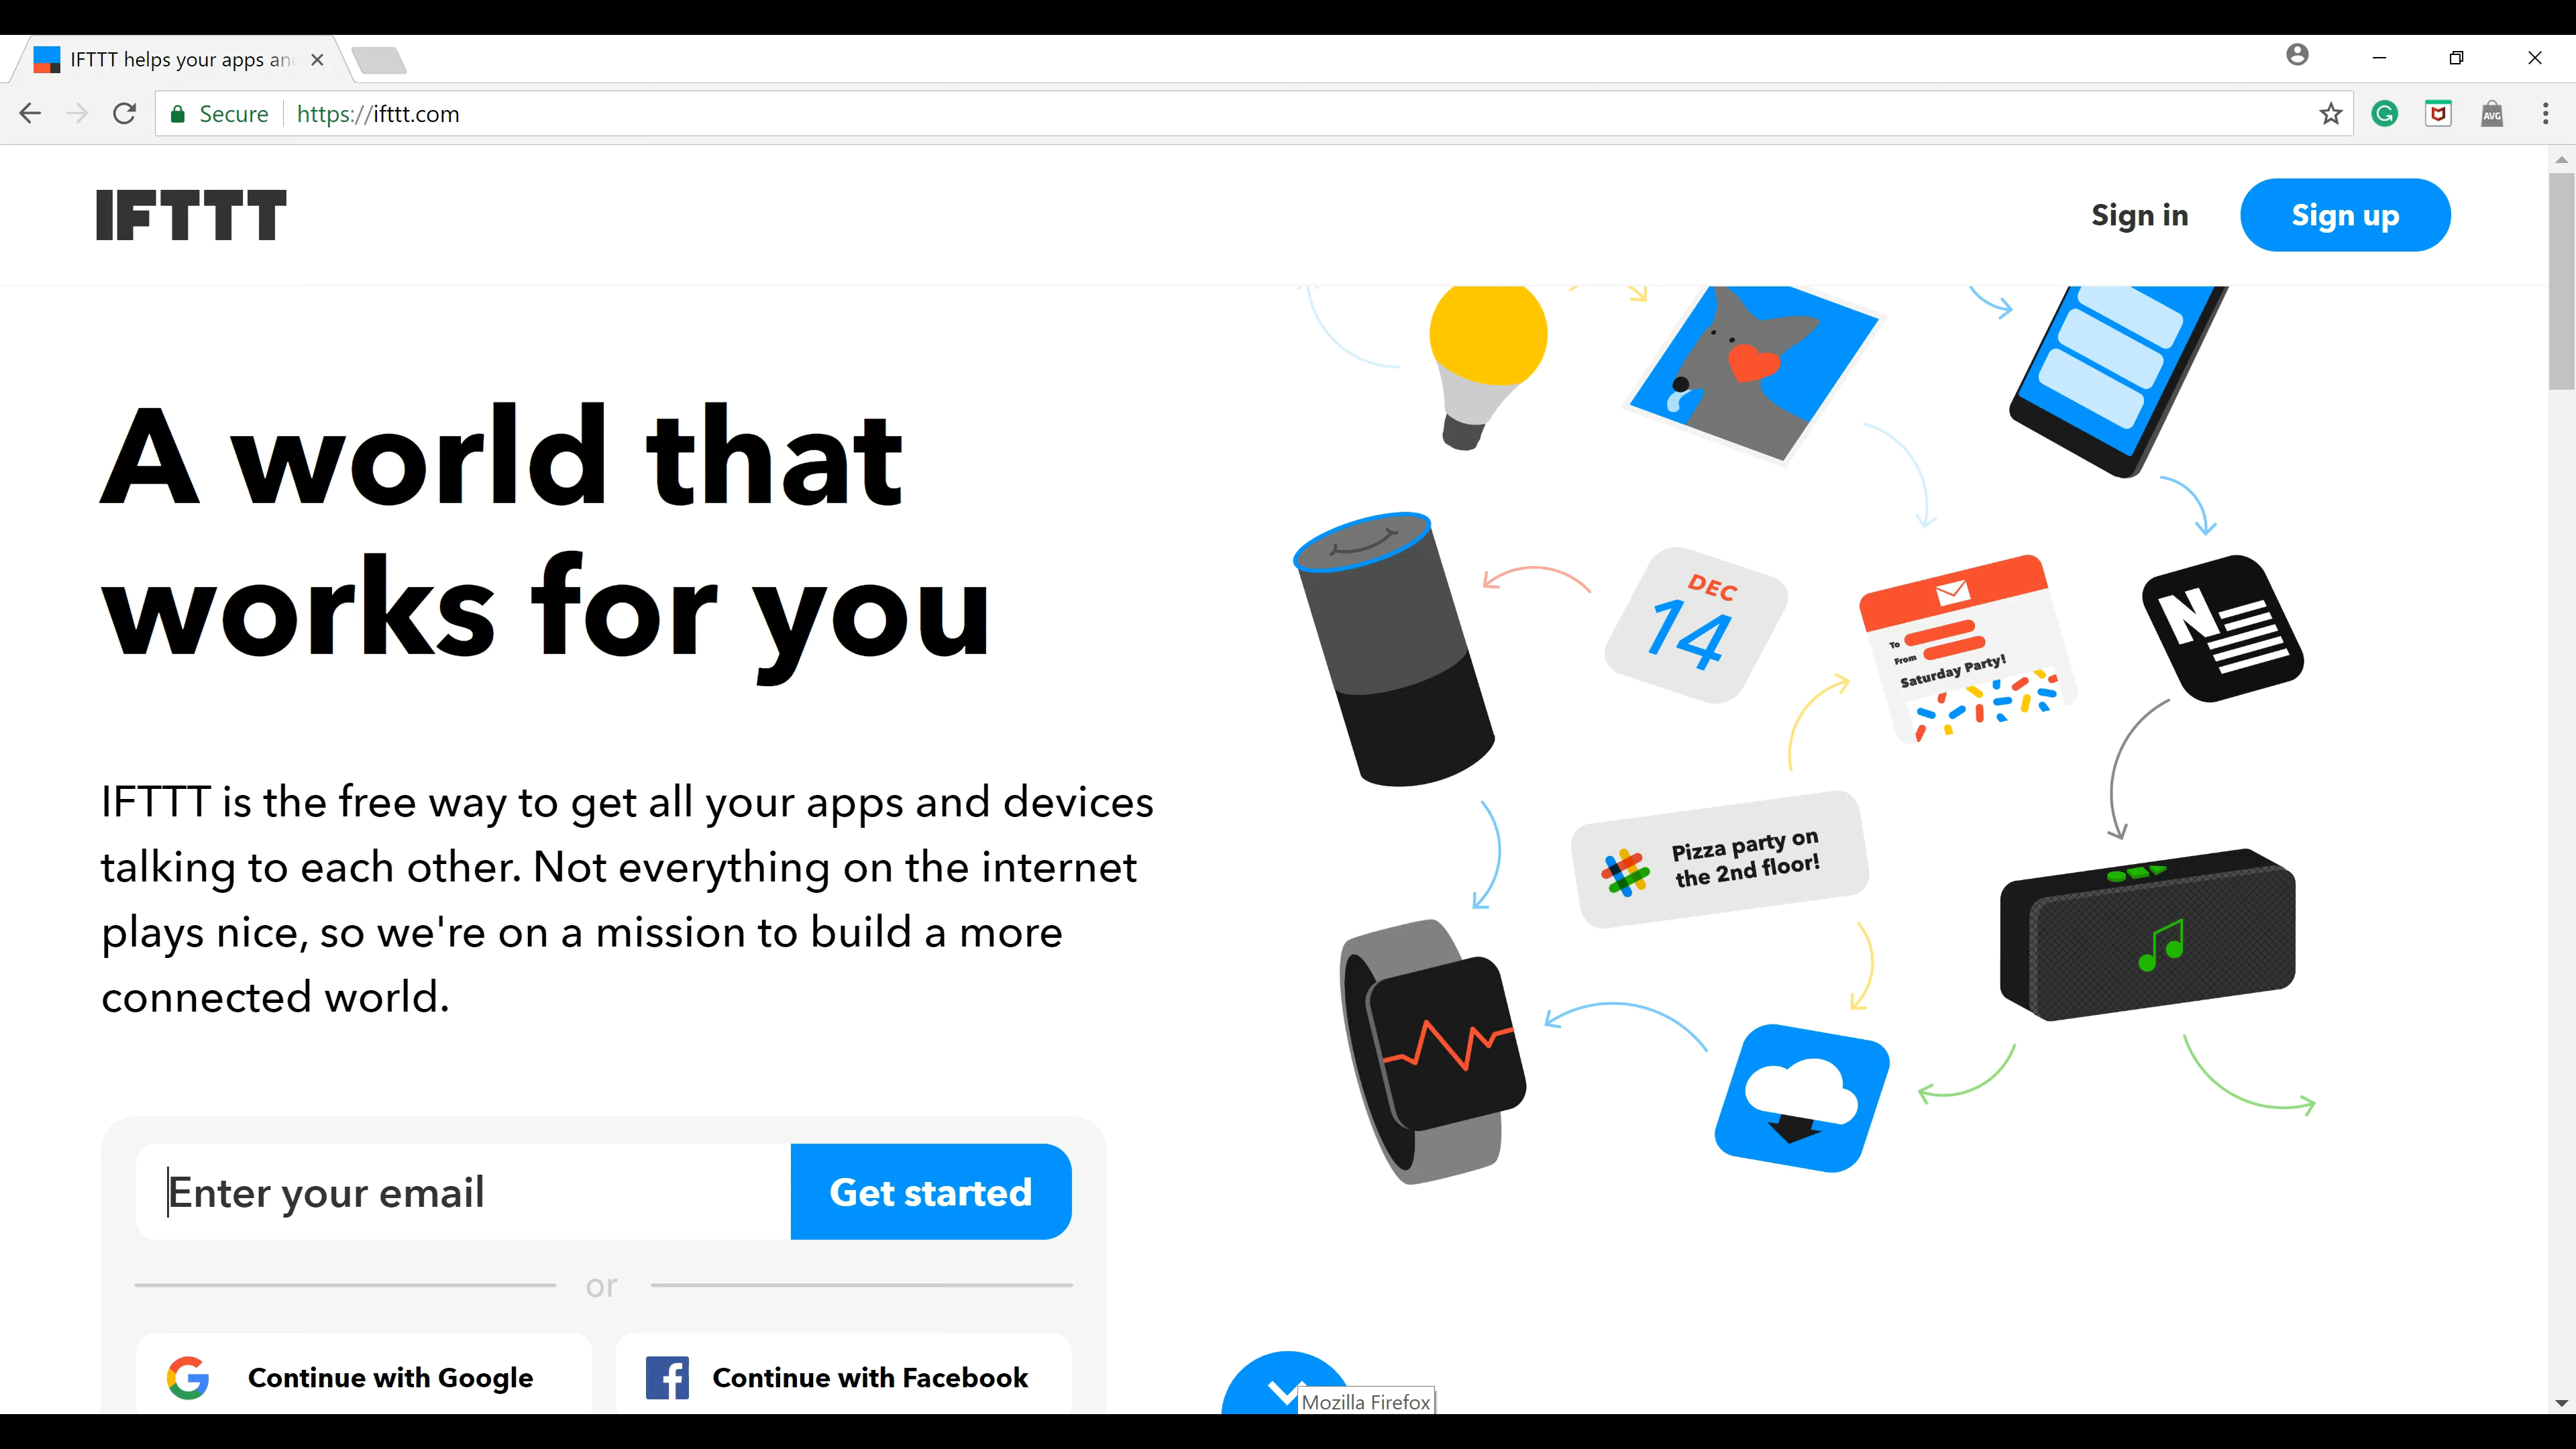 IFTTT helps your apps an
Secure
https://ifttt.com
AVG
IFTTT
Sign in
Sign up
A world that
works for you
IFTTT is the free way to get all your apps and devices
talking to each other. Not everything on the internet
plays nice, so we're on a mission to build a more
connected world.
Enter your email
Get started
or
Continue with Google
Continue with Facebook
DEC
14
To
From
Saturday Party!
N
Pizza party on
the 2nd floor!
Mozilla Firefox